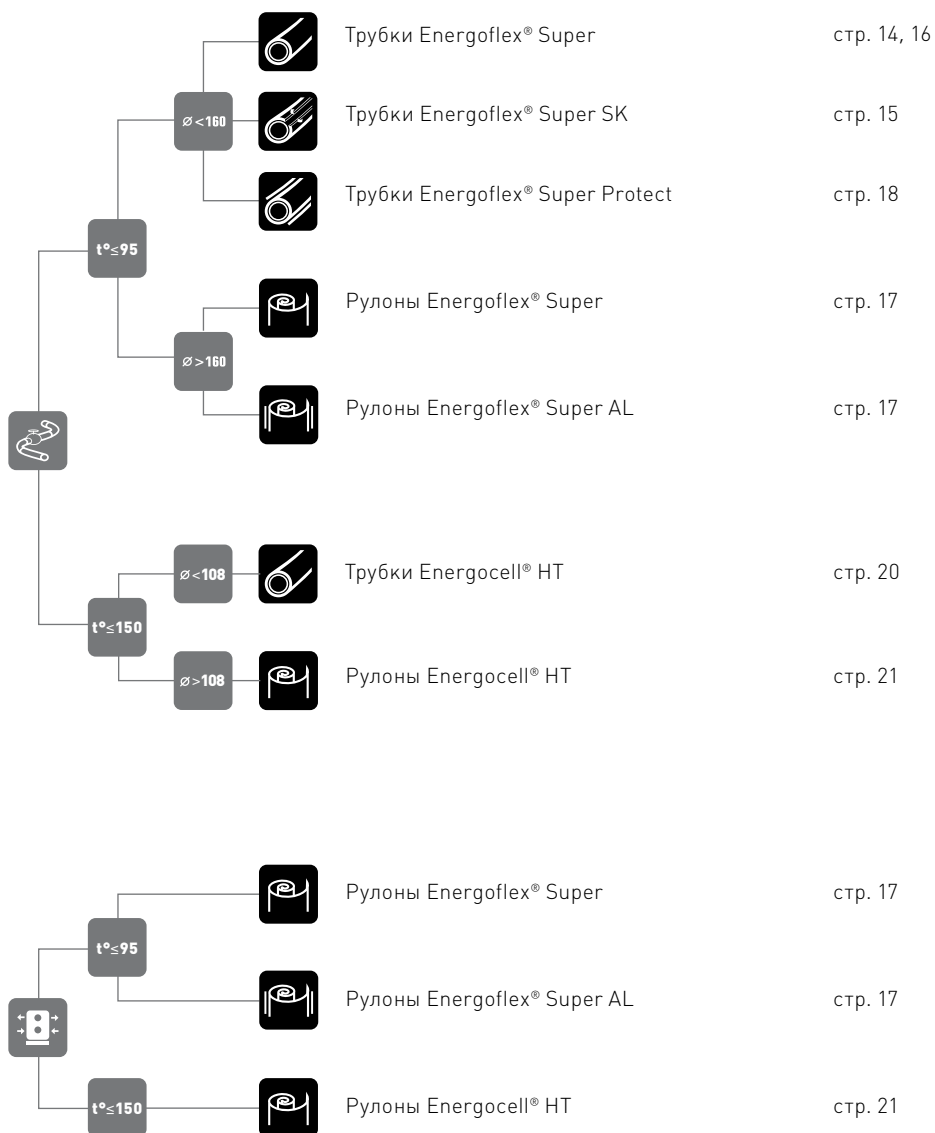 Трубки Energoflex® Super стр. 14, 16
ø<160 Трубки Energoflex® Super SK стр. 15
Трубки Energoflex® Super Protect стр. 18
t°≤95
Рулоны Energoflex® Super стр. 17
ø>160
Рулоны Energoflex® Super AL стр. 17
ø<108 Трубки Energocell® HT стр. 20
t°≤150
ø>108 Рулоны Energocell® HT стр. 21
Рулоны Energoflex® Super стр. 17
t°≤95
Рулоны Energoflex® Super AL стр. 17
t°≤150 Рулоны Energocell® HT стр. 21